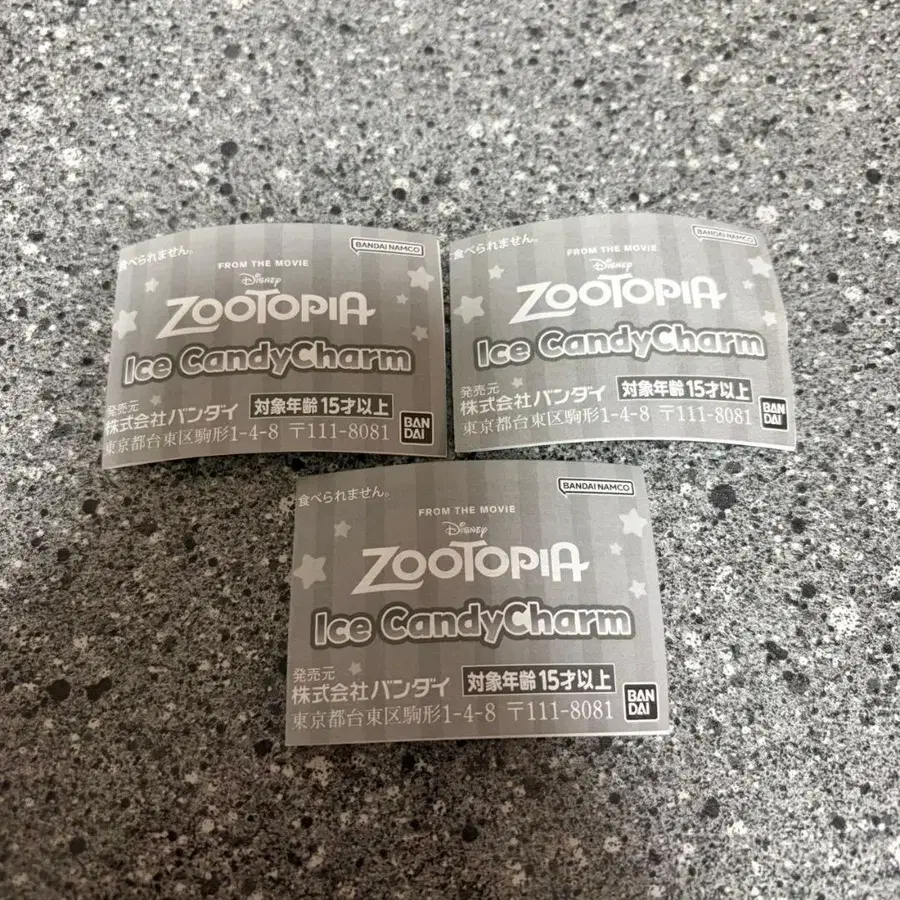 食べられません。
BANDAI NAMCO
FROM THE MOVIE
Disney
ZOOTOPIA
Ice CandyCharm
発売元
株式会社バンダイ 対象年齢 15才以上
東京都台東区駒形1-4-8 〒111-8081
BAN
DAI
食べられません。
BANDAI NAMCO
FROM THE MOVIE
Disney
ZOOTOPIA
Ice CandyCharm
発売元
株式会社バンダイ 対象年齢 15才以上
東京都台東区駒形1-4-8 〒111-8081
BAN
DAI
食べられません。
BANDAI NAMCO
FROM THE MOVIE
Disney
ZOOTOPIA
Ice CandyCharm
発売元
株式会社バンダイ 対象年齢 15才以上
東京都台東区駒形1-4-8 〒111-8081
BAN
DAI